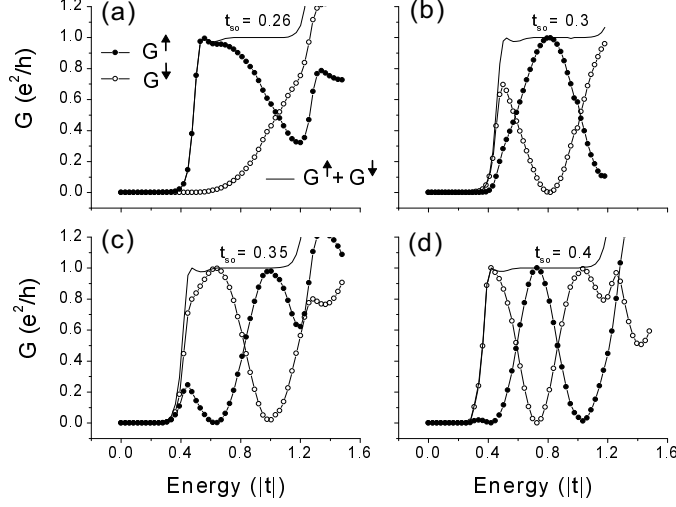 (a)
t_so = 0.26
G↑
G↓
G↑ + G↓
G (e²/h)
1.2
1.0
0.8
0.6
0.4
0.2
0.0
(b)
t_so = 0.3
(c)
t_so = 0.35
G (e²/h)
1.2
1.0
0.8
0.6
0.4
0.2
0.0
0.0 0.4 0.8 1.2 1.6
Energy (|t|)
(d)
t_so = 0.4
0.0 0.4 0.8 1.2 1.6
Energy (|t|)